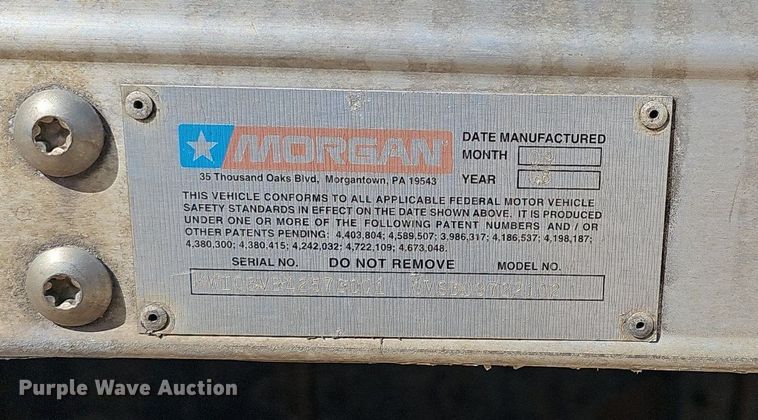 MORGAN
35 Thousand Oaks Blvd. Morgantown, PA 19543
DATE MANUFACTURED
MONTH
YEAR
THIS VEHICLE CONFORMS TO ALL APPLICABLE FEDERAL MOTOR VEHICLE
SAFETY STANDARDS IN EFFECT ON THE DATE SHOWN ABOVE. IT IS PRODUCED
UNDER ONE OR MORE OF THE FOLLOWING PATENT NUMBERS AND / OR
OTHER PATENTS PENDING: 4,403,804; 4,589,507; 3,986,317; 4,186,537; 4,198,187;
4,380,300; 4,380,415; 4,242,032; 4,722,109; 4,673,048.
SERIAL NO. DO NOT REMOVE MODEL NO.
Purple Wave Auction